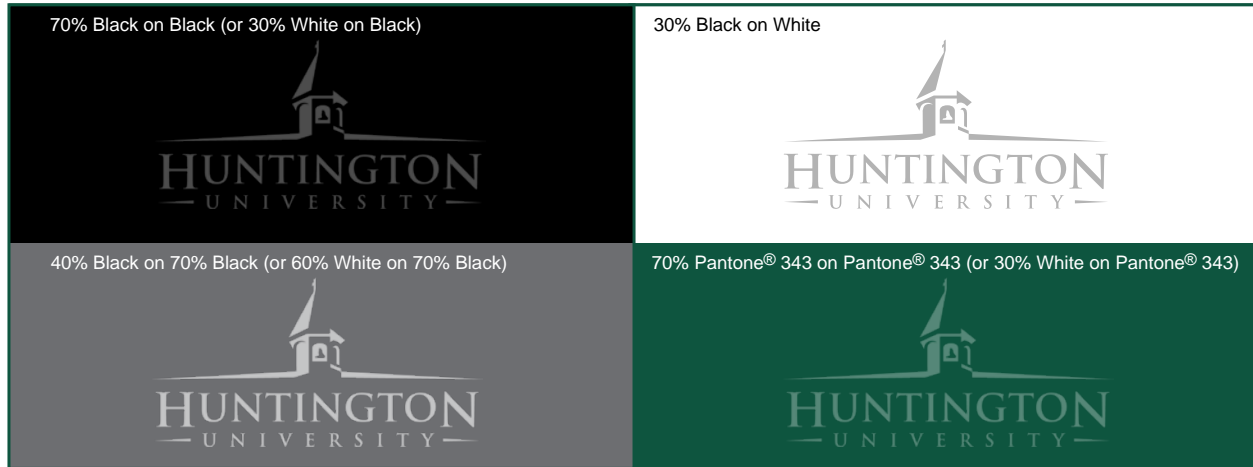 70% Black on Black (or 30% White on Black)
HUNTINGTON
UNIVERSITY
30% Black on White
HUNTINGTON
UNIVERSITY
40% Black on 70% Black (or 60% White on 70% Black)
HUNTINGTON
UNIVERSITY
70% Pantone® 343 on Pantone® 343 (or 30% White on Pantone® 343)
HUNTINGTON
UNIVERSITY